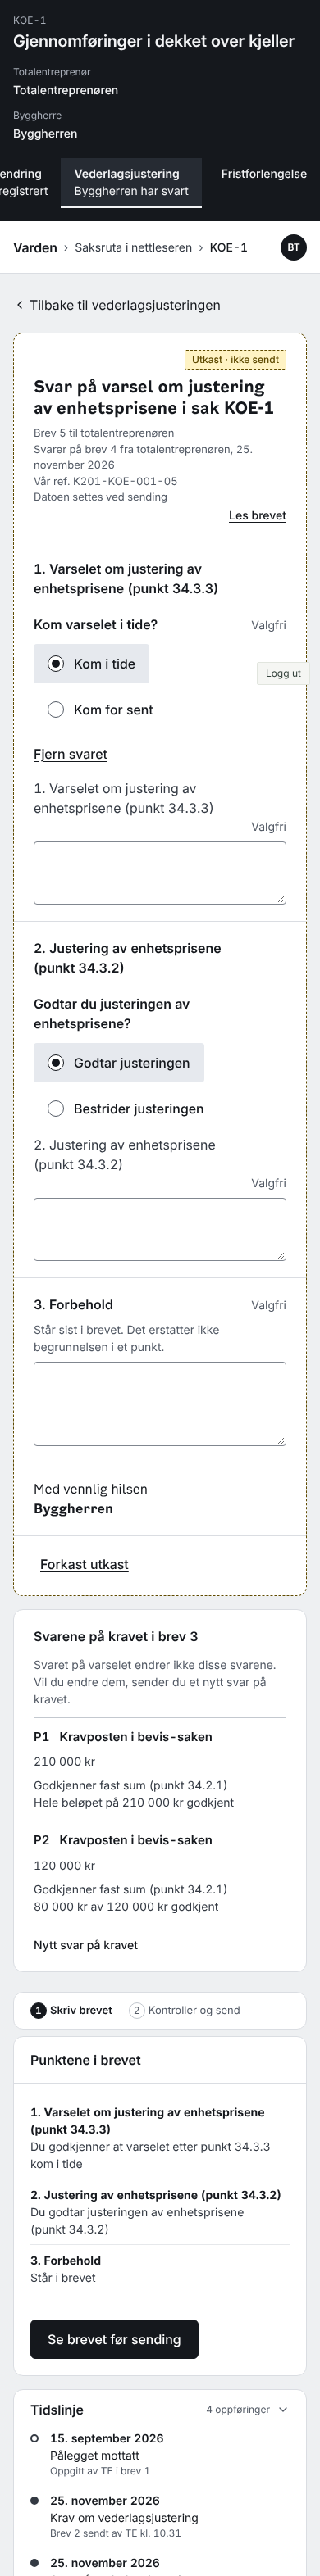 KOE-1
Gjennomføringer i dekket over kjeller
Totalentreprenør
Totalentreprenøren
Byggherre
Byggherren
endring
registrert
Vederlagsjustering
Byggherren har svart
Fristforlengelse
Varden › Saksruta i nettleseren › KOE-1
BT
Tilbake til vederlagsjusteringen
Utkast · ikke sendt
Svar på varsel om justering
av enhetsprisene i sak KOE-1
Brev 5 til totalentreprenøren
Svarer på brev 4 fra totalentreprenøren, 25.
november 2026
Vår ref. K201-KOE-001-05
Datoen settes ved sending
Les brevet
1. Varselet om justering av
enhetsprisene (punkt 34.3.3)
Kom varselet i tide?
Valgfri
Kom i tide
Logg ut
Kom for sent
Fjern svaret
1. Varselet om justering av
enhetsprisene (punkt 34.3.3)
Valgfri
2. Justering av enhetsprisene
(punkt 34.3.2)
Godtar du justeringen av
enhetsprisene?
Godtar justeringen
Bestrider justeringen
2. Justering av enhetsprisene
(punkt 34.3.2)
Valgfri
3. Forbehold
Valgfri
Står sist i brevet. Det erstatter ikke
begrunnelsen i et punkt.
Med vennlig hilsen
Byggherren
Forkast utkast
Svarene på kravet i brev 3
Svaret på varselet endrer ikke disse svarene.
Vil du endre dem, sender du et nytt svar på
kravet.
P1 Kravposten i bevis-saken
210 000 kr
Godkjenner fast sum (punkt 34.2.1)
Hele beløpet på 210 000 kr godkjent
P2 Kravposten i bevis-saken
120 000 kr
Godkjenner fast sum (punkt 34.2.1)
80 000 kr av 120 000 kr godkjent
Nytt svar på kravet
1 Skriv brevet
2 Kontroller og send
Punktene i brevet
1. Varselet om justering av enhetsprisene
(punkt 34.3.3)
Du godkjenner at varselet etter punkt 34.3.3
kom i tide
2. Justering av enhetsprisene (punkt 34.3.2)
Du godtar justeringen av enhetsprisene
(punkt 34.3.2)
3. Forbehold
Står i brevet
Se brevet før sending
Tidslinje
4 oppføringer
15. september 2026
Pålegget mottatt
Oppgitt av TE i brev 1
25. november 2026
Krav om vederlagsjustering
Brev 2 sendt av TE kl. 10.31
25. november 2026